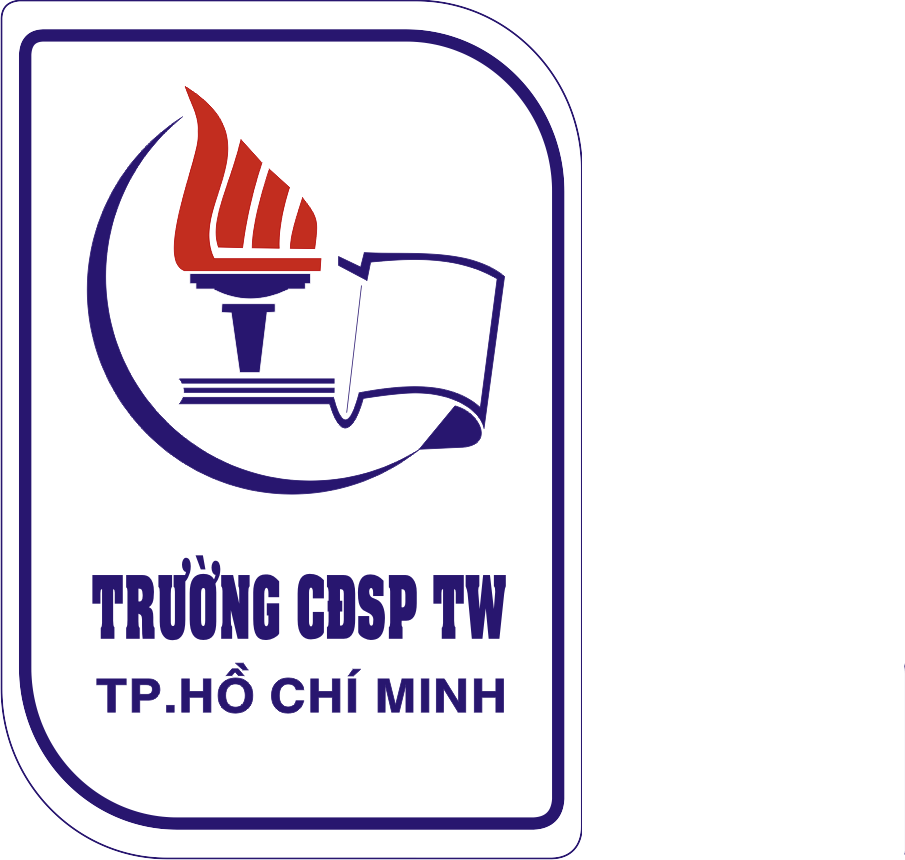 TRƯỜNG CĐSP TW
TP.HỒ CHÍ MINH